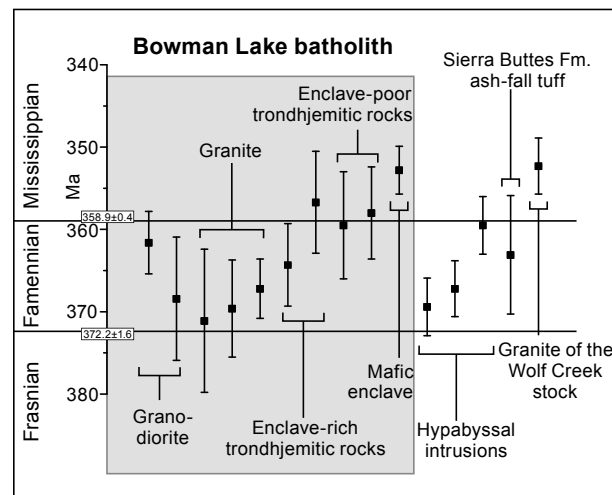 Bowman Lake batholith
Sierra Buttes Fm.
ash-fall tuff
Enclave-poor
trondhjemitic rocks
Granite
340
350
360
370
380
Ma
Mississippian
Famennian
Frasnian
358.9±0.4
372.2±1.6
Grano-
diorite
Enclave-rich
trondhjemitic rocks
Mafic
enclave
Hypabyssal
intrusions
Granite of the
Wolf Creek
stock